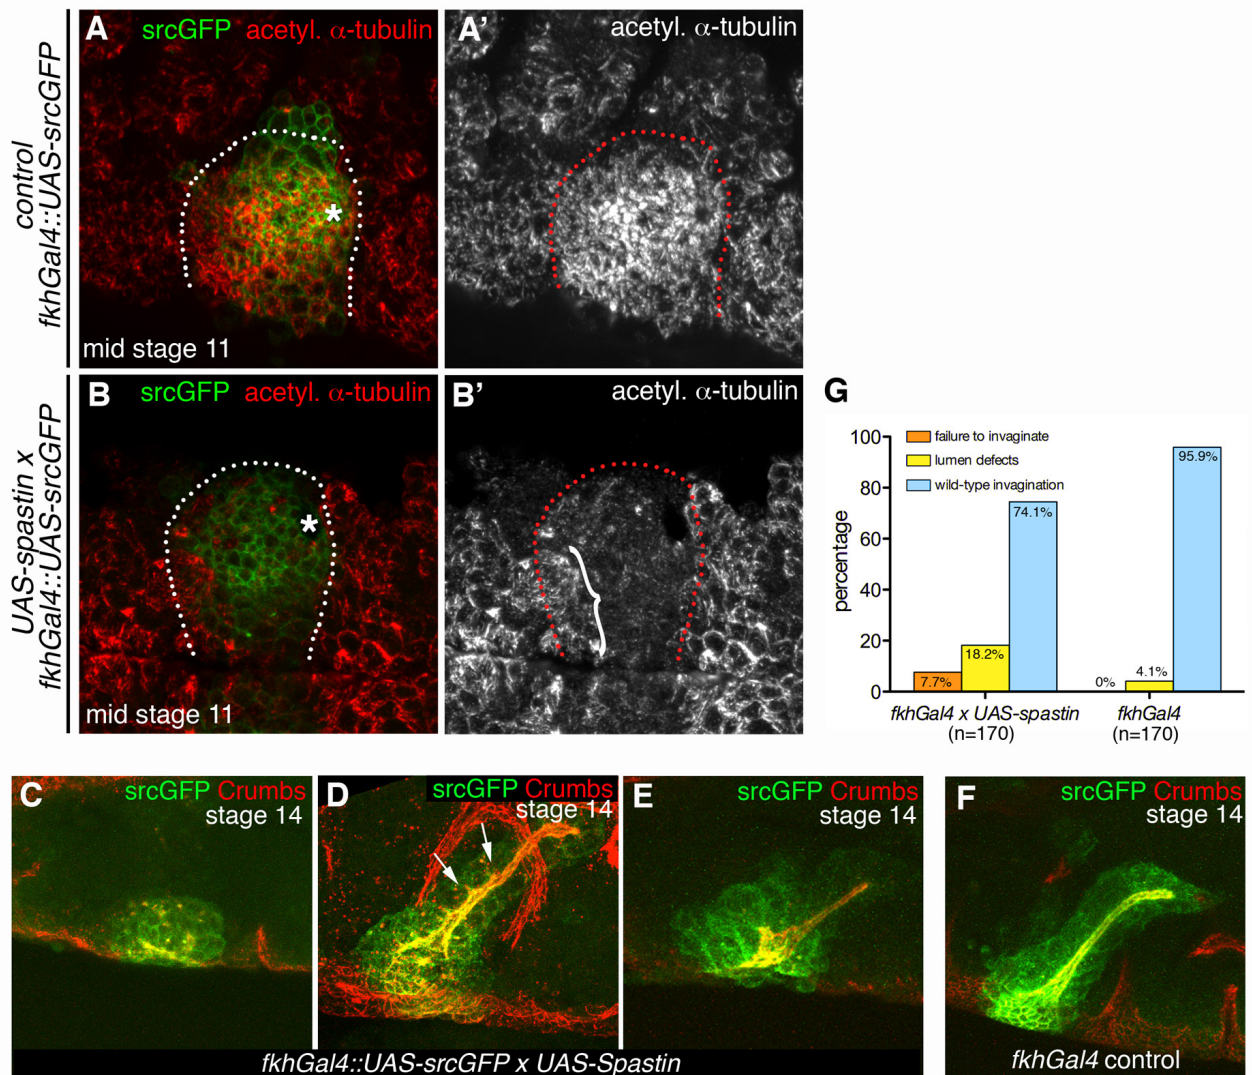 control
fkhGal4::UAS-srcGFP
A
srcGFP acetyl. α-tubulin
mid stage 11
A’
acetyl. α-tubulin
UAS-spastin x
fkhGal4::UAS-srcGFP
B
srcGFP acetyl. α-tubulin
mid stage 11
B’
acetyl. α-tubulin
G
failure to invaginate
lumen defects
wild-type invagination
percentage
100
80
60
40
20
0
7.7%
18.2%
74.1%
0%
4.1%
95.9%
fkhGal4 x UAS-spastin
(n=170)
fkhGal4
(n=170)
C
srcGFP Crumbs
stage 14
D
srcGFP Crumbs
stage 14
E
srcGFP Crumbs
stage 14
F
srcGFP Crumbs
stage 14
fkhGal4::UAS-srcGFP x UAS-Spastin
fkhGal4 control